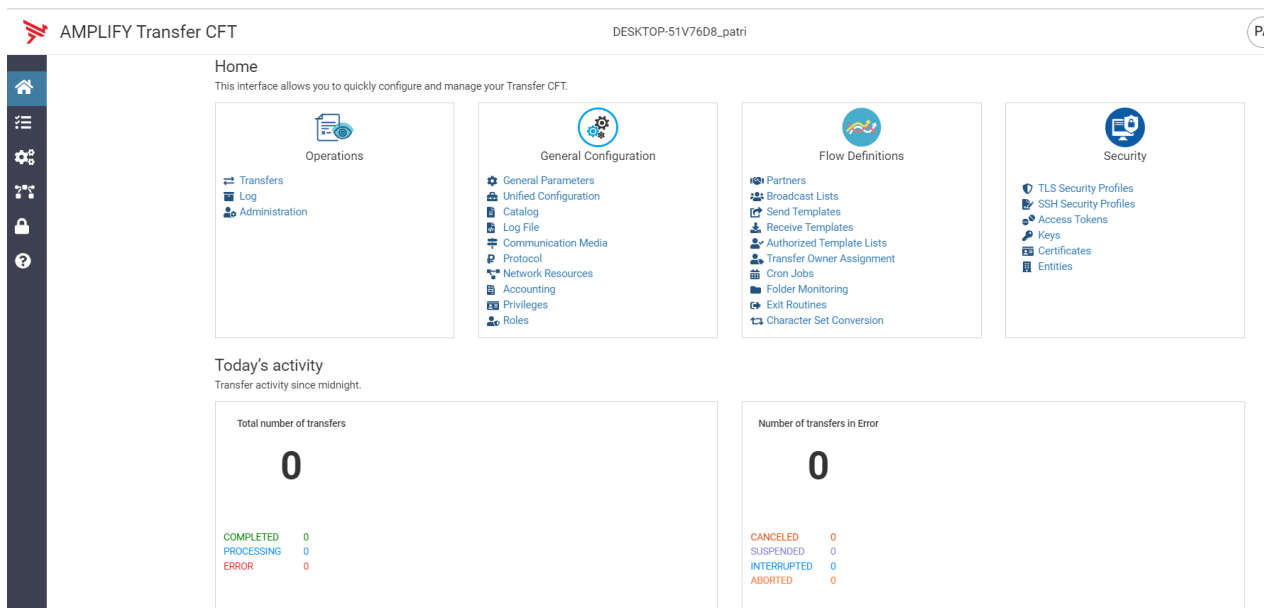 AMPLIFY Transfer CFT
DESKTOP-51V76D8_patri
Home
This interface allows you to quickly configure and manage your Transfer CFT.
Operations
Transfers
Log
Administration
General Configuration
General Parameters
Unified Configuration
Catalog
Log File
Communication Media
Protocol
Network Resources
Accounting
Privileges
Roles
Flow Definitions
Partners
Broadcast Lists
Send Templates
Receive Templates
Authorized Template Lists
Transfer Owner Assignment
Cron Jobs
Folder Monitoring
Exit Routines
Character Set Conversion
Security
TLS Security Profiles
SSH Security Profiles
Access Tokens
Keys
Certificates
Entities
Today's activity
Transfer activity since midnight.
Total number of transfers
0
COMPLETED 0
PROCESSING 0
ERROR 0
Number of transfers in Error
0
CANCELED 0
SUSPENDED 0
INTERRUPTED 0
ABORTED 0